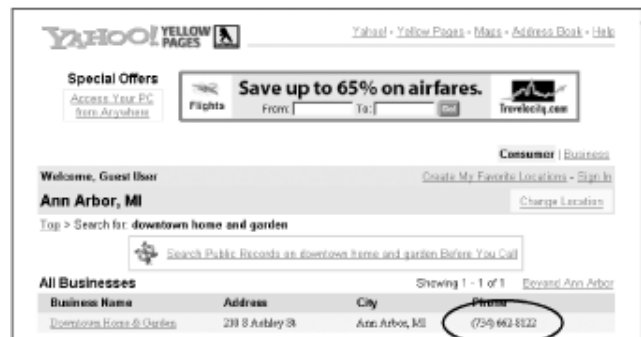 YAHOO! YELLOW PAGES
Yahoo! - Yellow Pages - Maps - Address Book - Help
Special Offers
Access Your PC
from Anywhere
Flights
Save up to 65% on airfares.
From: To: Go!
Travelocity.com
Consumer | Business
Welcome, Guest User
Create My Favorite Locations - Sign In
Ann Arbor, MI
Change Location
Top > Search for: downtown home and garden
Search Public Records on downtown home and garden Before You Call
All Businesses
Showing 1 - 1 of 1 Beyond Ann Arbor
Business Name Address City Phone
Downtown Home & Garden 210 S Ashley St Ann Arbor, MI (734) 662-8122